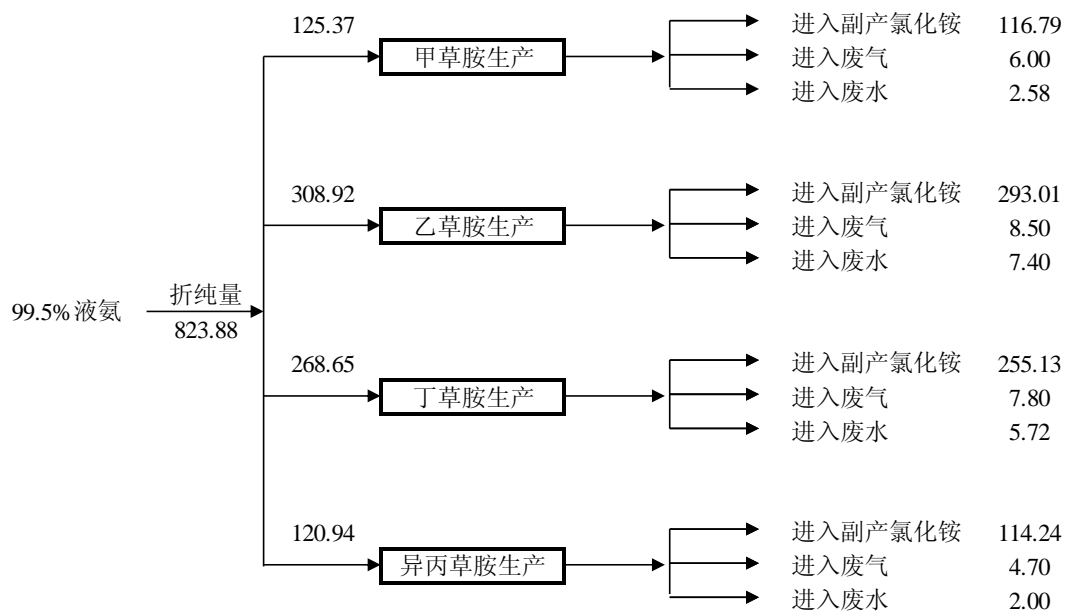 125.37
甲草胺生产
进入副产氯化铵 116.79
进入废气 6.00
进入废水 2.58
308.92
乙草胺生产
进入副产氯化铵 293.01
进入废气 8.50
进入废水 7.40
99.5%液氨
折纯量
823.88
268.65
丁草胺生产
进入副产氯化铵 255.13
进入废气 7.80
进入废水 5.72
120.94
异丙草胺生产
进入副产氯化铵 114.24
进入废气 4.70
进入废水 2.00